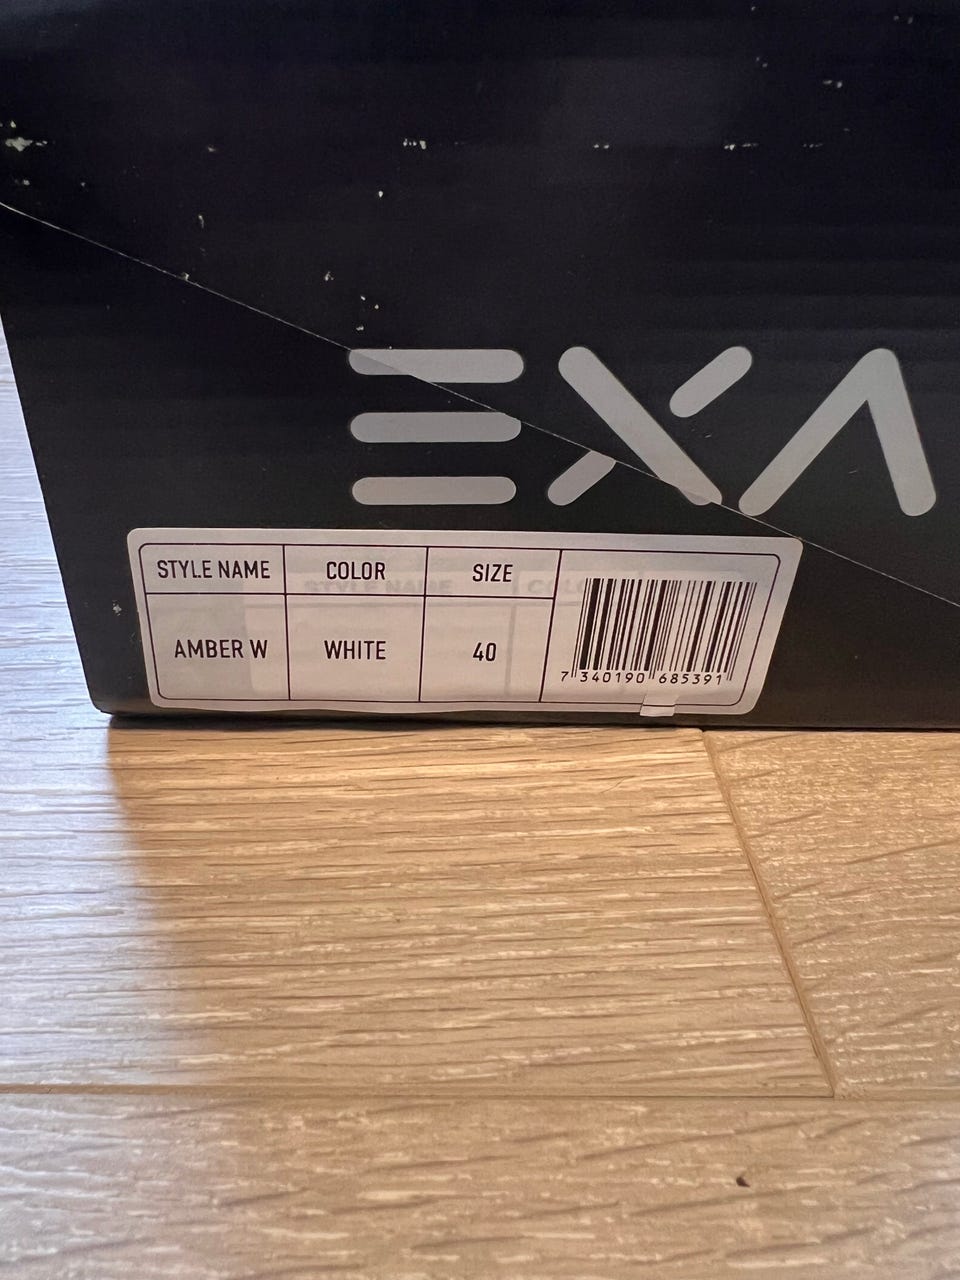 EXA
STYLE NAME COLOR SIZE
AMBER W WHITE 40
7 340190 685391